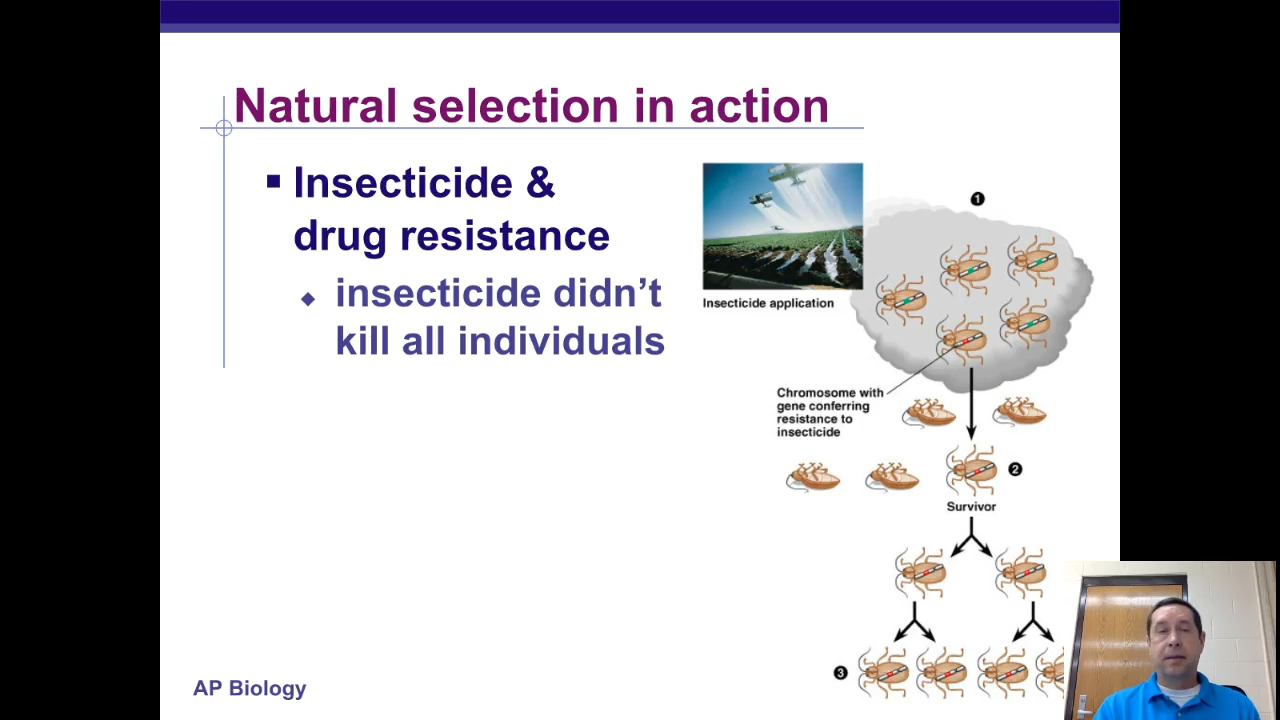 Natural selection in action
▪ Insecticide &
drug resistance
◆ insecticide didn't
kill all individuals
Insecticide application
1
Chromosome with
gene conferring
resistance to
insecticide
2
Survivor
3
AP Biology